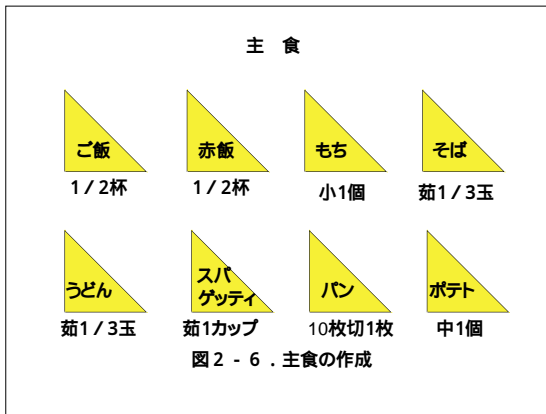 主 食
ご飯 赤飯 もち そば
1/2杯 1/2杯 小1個 茹1/3玉
うどん スパ
ゲッティ パン ポテト
茹1/3玉 茹1カップ 10枚切1枚 中1個
図2-6.主食の作成